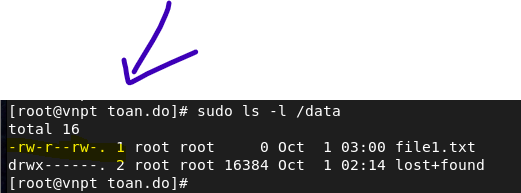 [root@vnpt toan.do]# sudo ls -l /data
total 16
-rw-r--rw-. 1 root root     0 Oct  1 03:00 file1.txt
drwx------. 2 root root 16384 Oct  1 02:14 lost+found
[root@vnpt toan.do]#